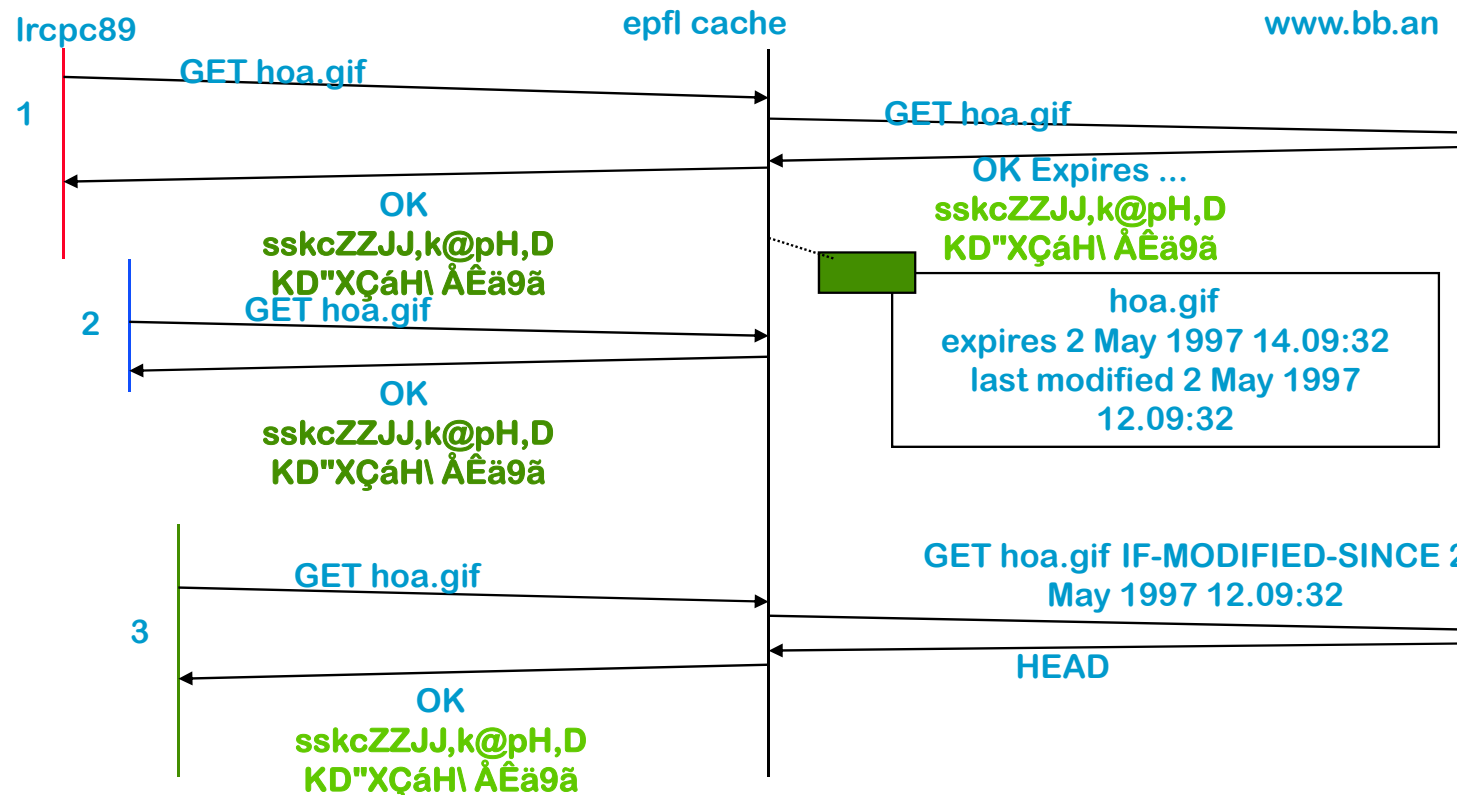 lrcpc89
epfl cache
www.bb.an
GET hoa.gif
1
GET hoa.gif
OK Expires ...
sskcZZJJ,k@pH,D
KD"XÇáH\ ÅÊä9ã
OK
sskcZZJJ,k@pH,D
KD"XÇáH\ ÅÊä9ã
hoa.gif
expires 2 May 1997 14.09:32
last modified 2 May 1997
12.09:32
2
GET hoa.gif
OK
sskcZZJJ,k@pH,D
KD"XÇáH\ ÅÊä9ã
3
GET hoa.gif
GET hoa.gif IF-MODIFIED-SINCE 2
May 1997 12.09:32
HEAD
OK
sskcZZJJ,k@pH,D
KD"XÇáH\ ÅÊä9ã